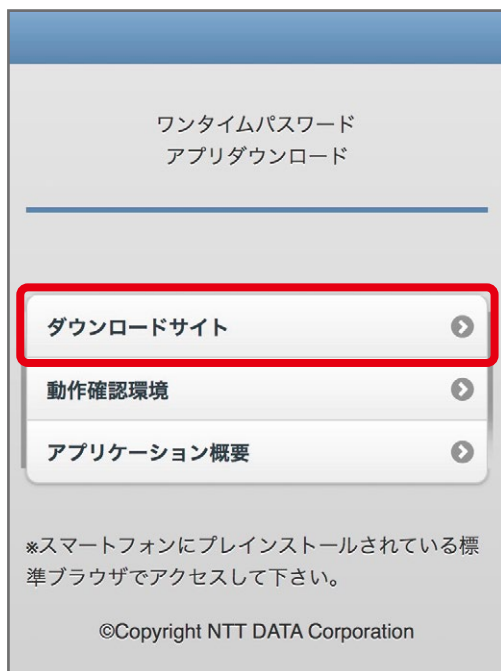 ワンタイムパスワード
アプリダウンロード
ダウンロードサイト
動作確認環境
アプリケーション概要
※スマートフォンにプレインストールされている標
準ブラウザでアクセスして下さい。
©Copyright NTT DATA Corporation